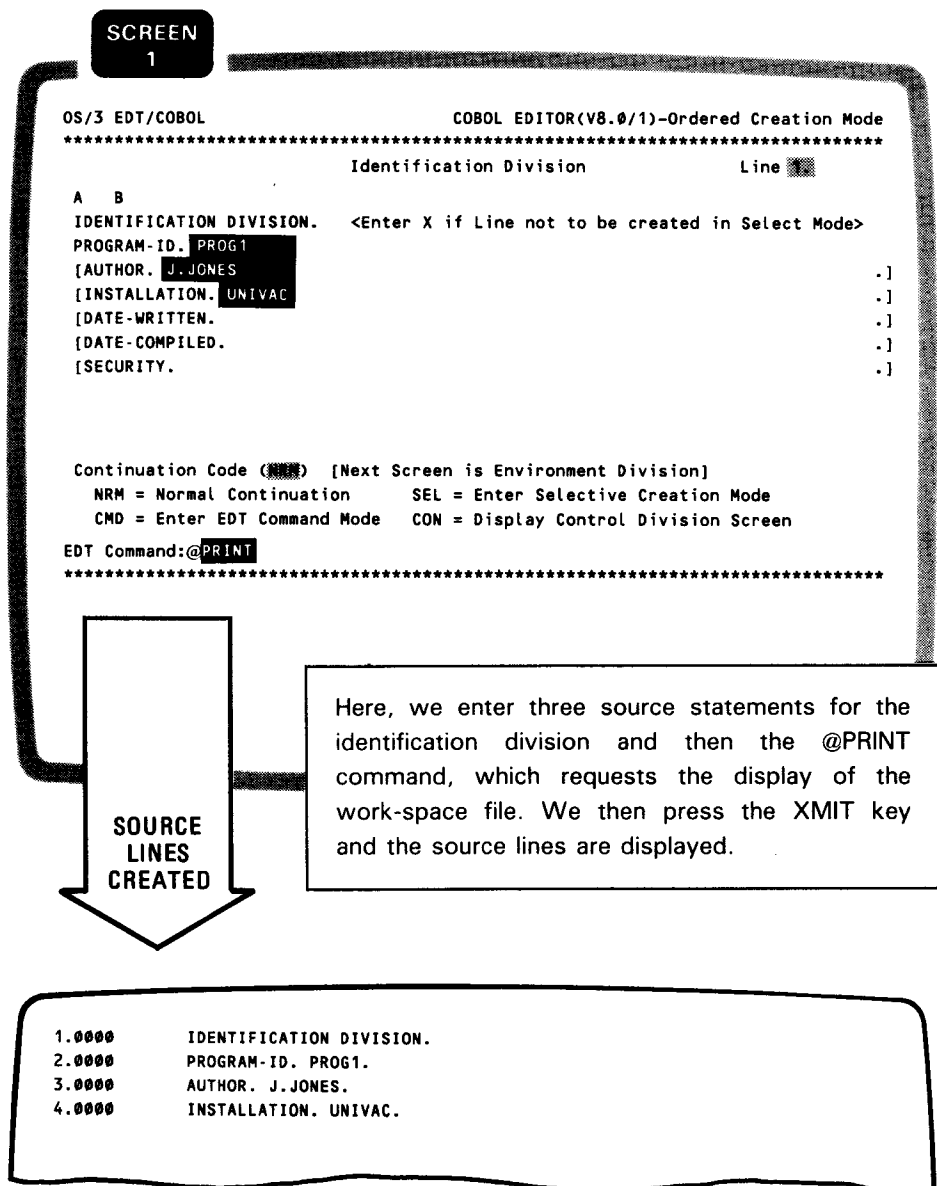 SCREEN
1
OS/3 EDT/COBOL COBOL EDITOR(V8.0/1)-Ordered Creation Mode
********************************************************************************
Identification Division Line 1.
A B
IDENTIFICATION DIVISION. <Enter X if Line not to be created in Select Mode>
PROGRAM-ID. PROG1
[AUTHOR. J.JONES .]
[INSTALLATION. UNIVAC .]
[DATE-WRITTEN. .]
[DATE-COMPILED. .]
[SECURITY. .]
Continuation Code (NRM) [Next Screen is Environment Division]
NRM = Normal Continuation SEL = Enter Selective Creation Mode
CMD = Enter EDT Command Mode CON = Display Control Division Screen
EDT Command:@PRINT
********************************************************************************
Here, we enter three source statements for the
identification division and then the @PRINT
command, which requests the display of the
work-space file. We then press the XMIT key
and the source lines are displayed.
SOURCE
LINES
CREATED
1.0000 IDENTIFICATION DIVISION.
2.0000 PROGRAM-ID. PROG1.
3.0000 AUTHOR. J.JONES.
4.0000 INSTALLATION. UNIVAC.